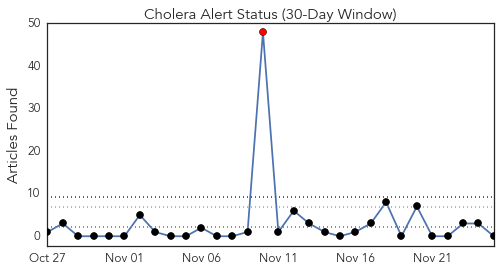 Cholera Alert Status (30-Day Window)
Articles Found
50
40
30
20
10
0
Oct 27 Nov 01 Nov 06 Nov 11 Nov 16 Nov 21